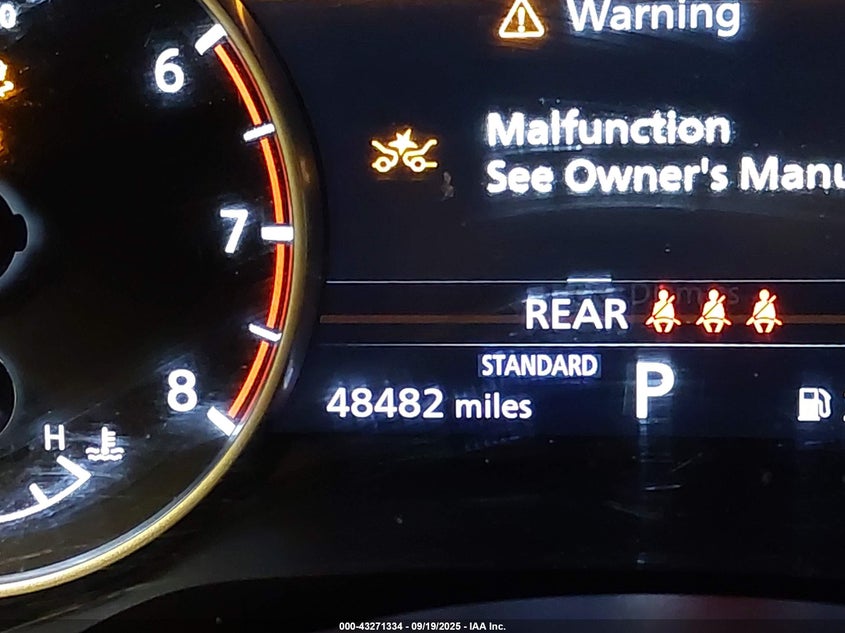 Warning
6
Malfunction
See Owner's Manu
7
REAR
STANDARD
8
48482 miles
P
H
000-43271334 - 09/19/2025 - IAA Inc.